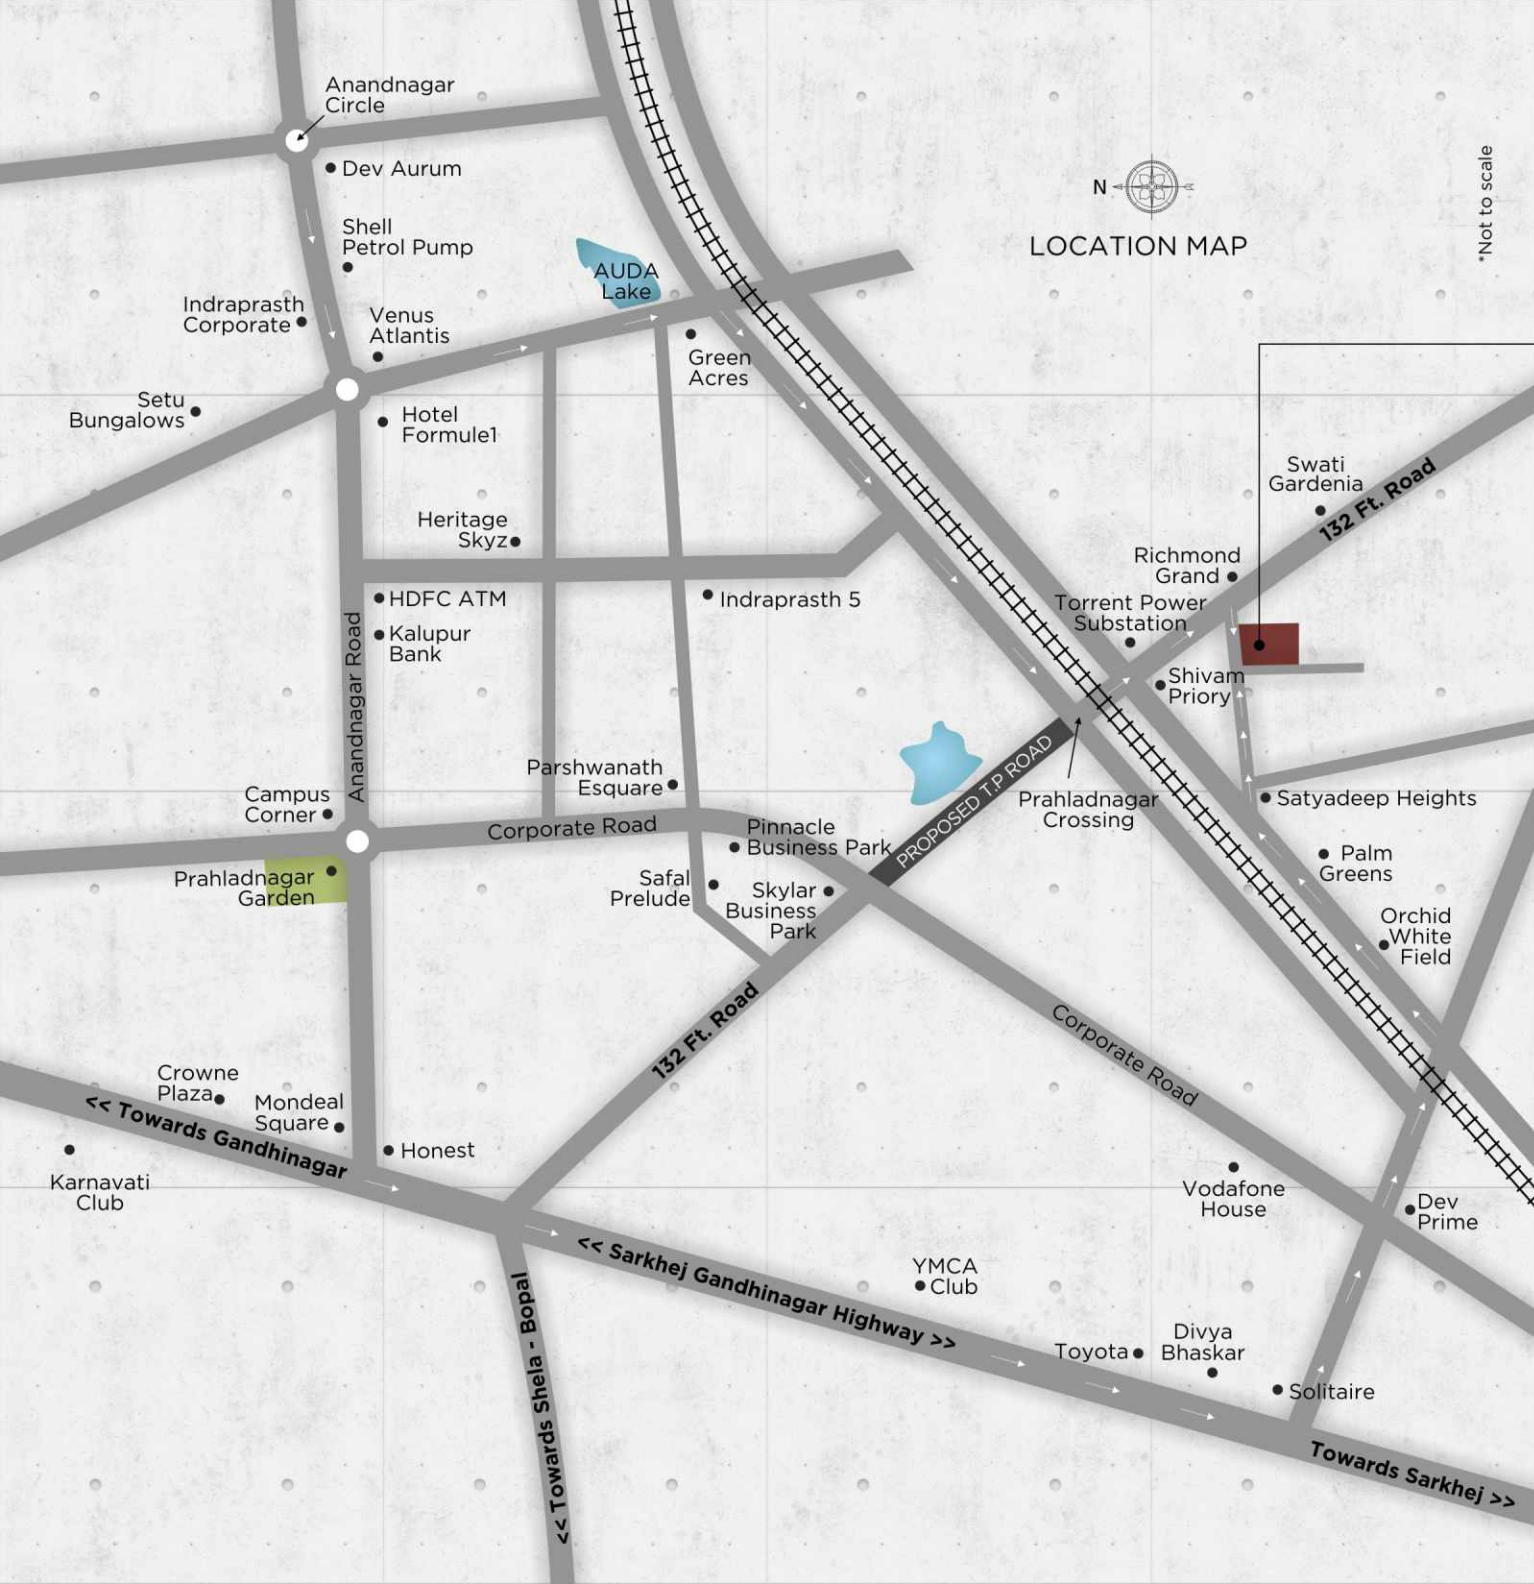 Anandnagar
Circle
Dev Aurum
Shell
Petrol Pump
Indraprasth
Corporate
Venus
Atlantis
AUDA
Lake
Green
Acres
N
LOCATION MAP
*Not to scale
Setu
Bungalows
Hotel
Formule1
Heritage
Skyz
HDFC ATM
Kalupur
Bank
Anandnagar Road
Indraprasth 5
Swati
Gardenia
132 Ft. Road
Richmond
Grand
Torrent Power
Substation
Shivam
Priory
Parshwanath
Esquare
Campus
Corner
Corporate Road
Pinnacle
Business Park
PROPOSED T.P ROAD
Prahladnagar
Crossing
Satyadeep Heights
Palm
Greens
Prahladnagar
Garden
Safal
Prelude
Skylar
Business
Park
Orchid
White
Field
132 Ft. Road
Corporate Road
Crowne
Plaza
Mondeal
Square
<< Towards Gandhinagar
Honest
Karnavati
Club
Vodafone
House
Dev
Prime
<< Sarkhej Gandhinagar Highway >>
YMCA
Club
<< Towards Shela - Bopal
Toyota
Divya
Bhaskar
Solitaire
Towards Sarkhej >>